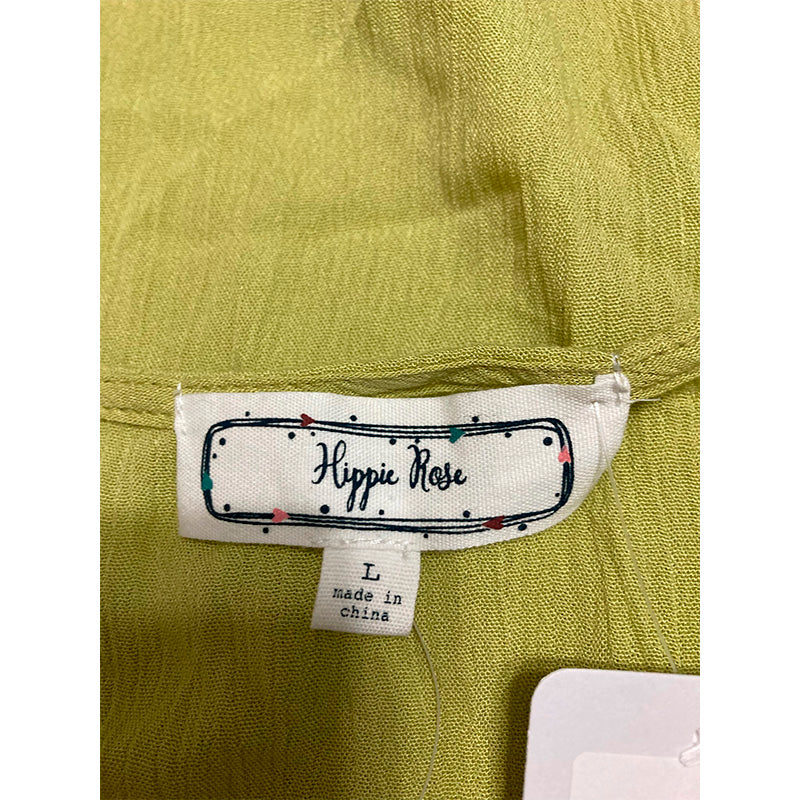 Hippie Rose
L
made in
china